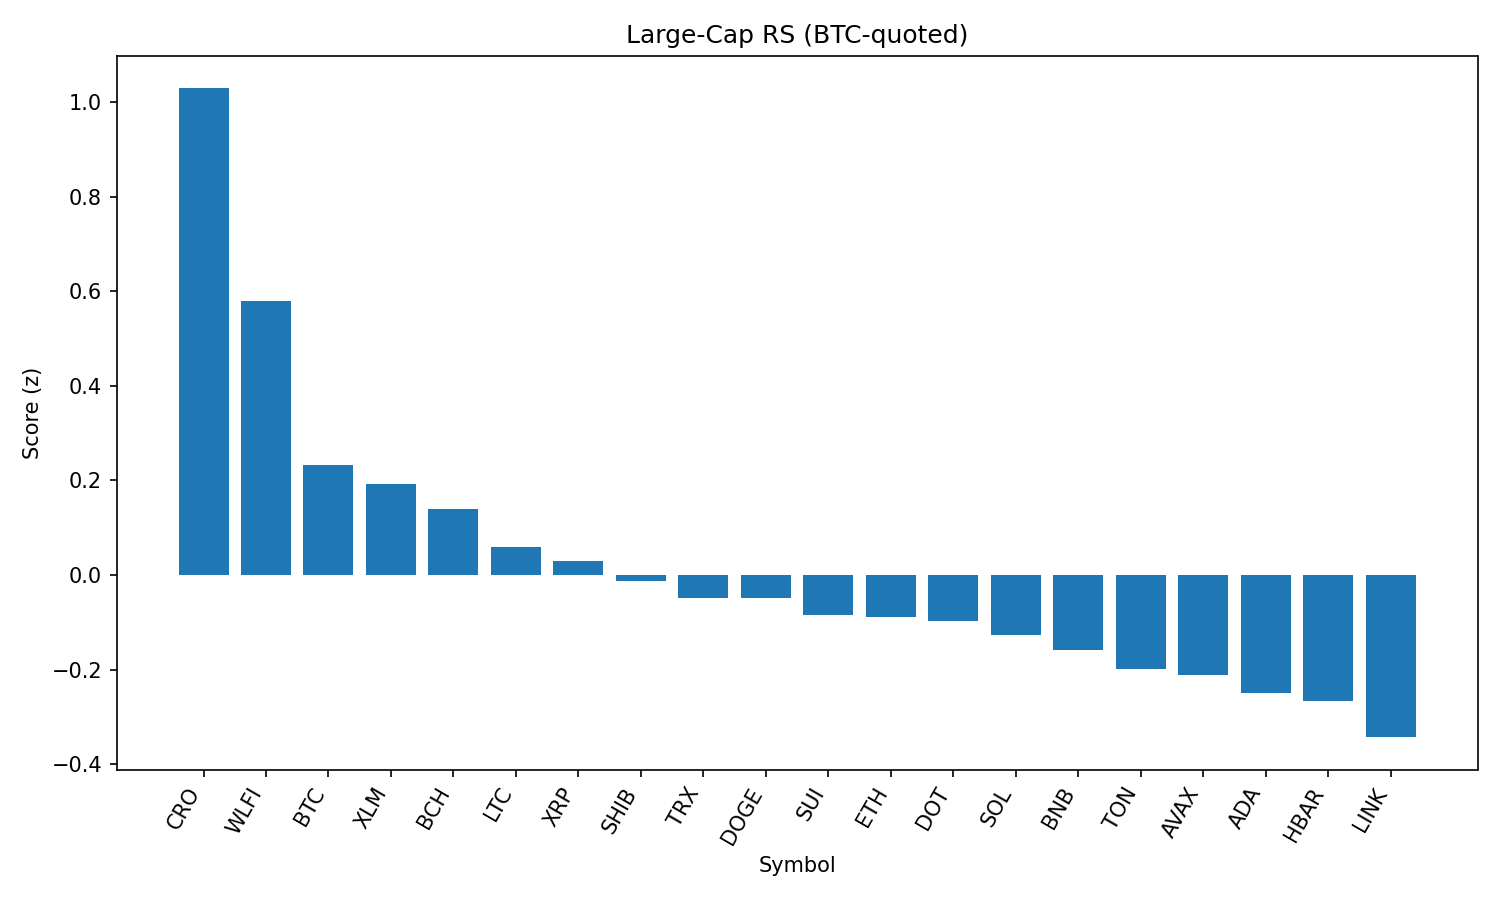 Large-Cap RS (BTC-quoted)
Score (z)
1.0
0.8
0.6
0.4
0.2
0.0
−0.2
−0.4
CRO
WLFI
BTC
XLM
BCH
LTC
XRP
SHIB
TRX
DOGE
SUI
ETH
DOT
SOL
BNB
TON
AVAX
ADA
HBAR
LINK
Symbol